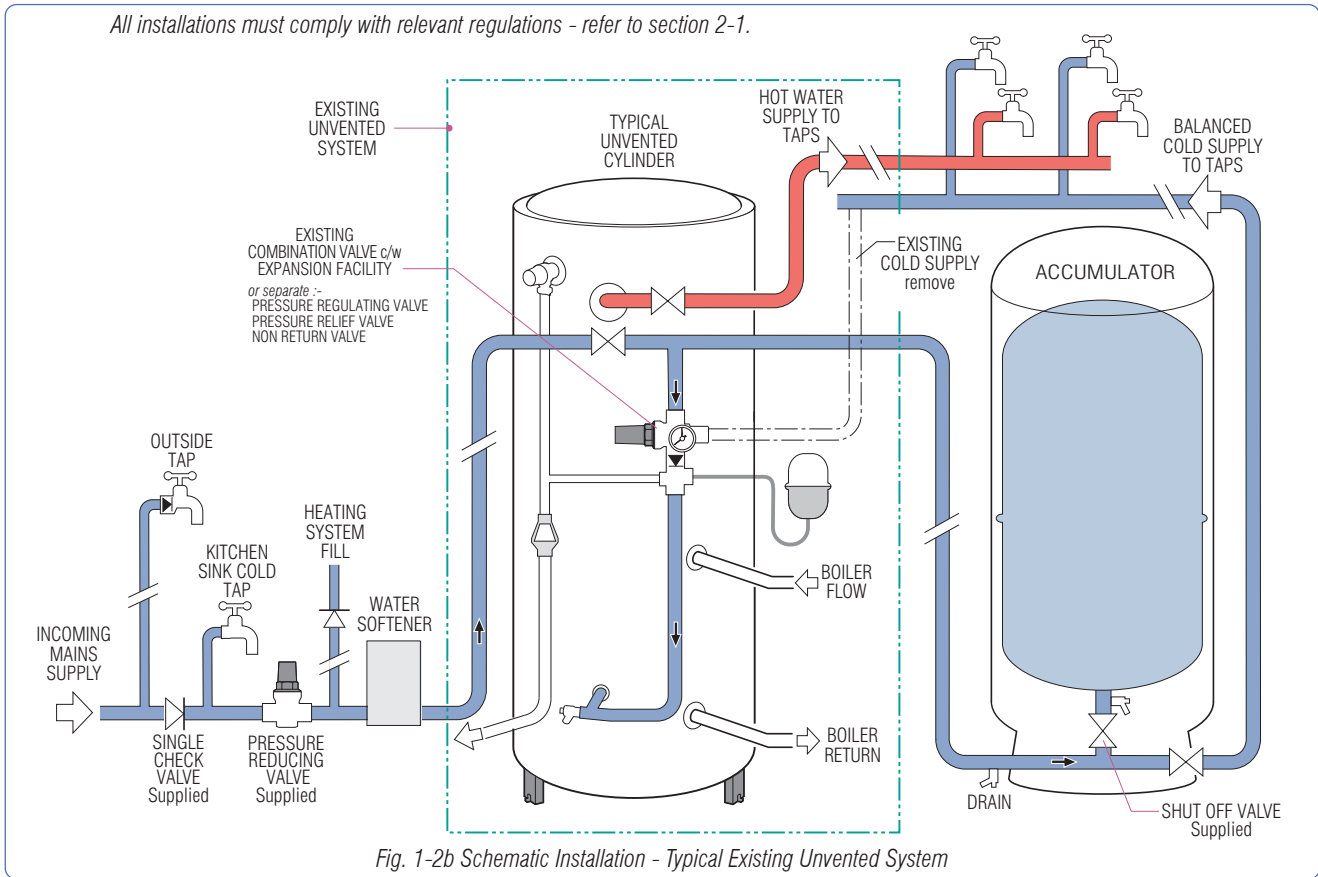 All installations must comply with relevant regulations - refer to section 2-1.
EXISTING
UNVENTED
SYSTEM
TYPICAL
UNVENTED
CYLINDER
HOT WATER
SUPPLY TO
TAPS
BALANCED
COLD SUPPLY
TO TAPS
EXISTING
COMBINATION VALVE c/w
EXPANSION FACILITY
or separate :-
PRESSURE REGULATING VALVE
PRESSURE RELIEF VALVE
NON RETURN VALVE
EXISTING
COLD SUPPLY
remove
ACCUMULATOR
OUTSIDE
TAP
KITCHEN
SINK COLD
TAP
HEATING
SYSTEM
FILL
WATER
SOFTENER
INCOMING
MAINS
SUPPLY
SINGLE
CHECK
VALVE
Supplied
PRESSURE
REDUCING
VALVE
Supplied
BOILER
FLOW
BOILER
RETURN
DRAIN
SHUT OFF VALVE
Supplied
Fig. 1-2b Schematic Installation - Typical Existing Unvented System